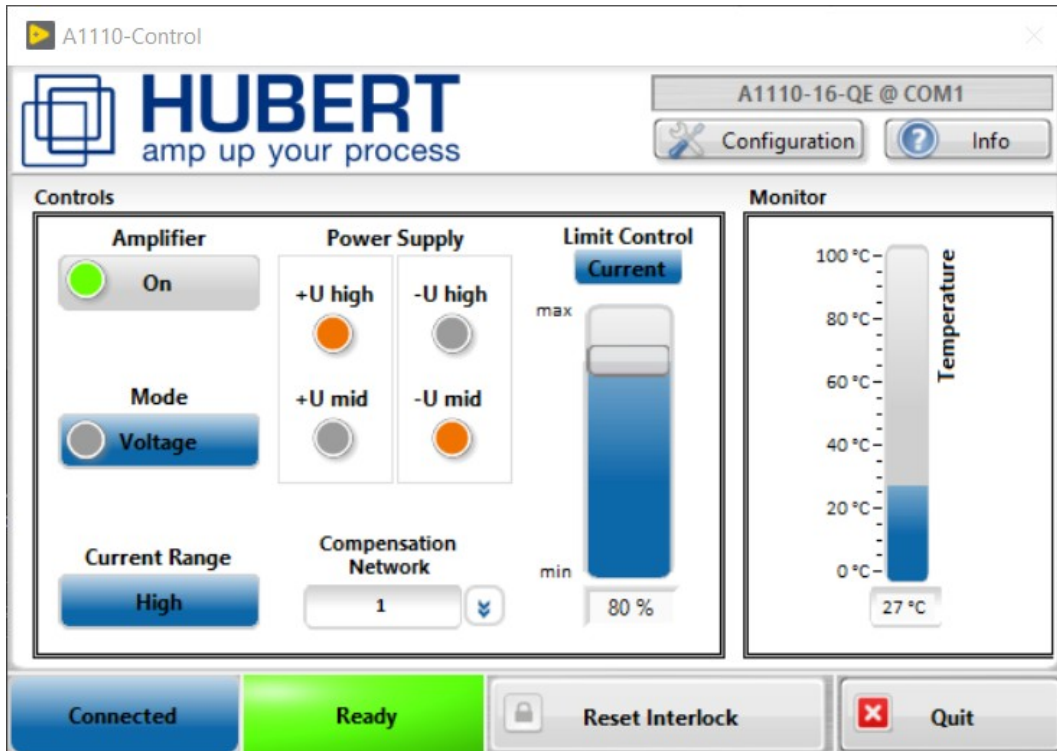 A1110-Control
HUBERT
amp up your process
A1110-16-QE @ COM1
Configuration
Info
Controls
Monitor
Amplifier
On
Mode
Voltage
Current Range
High
Power Supply
+U high
-U high
+U mid
-U mid
Compensation
Network
1
Limit Control
Current
max
min
80 %
100 °C
80 °C
60 °C
40 °C
20 °C
0 °C
Temperature
27 °C
Connected
Ready
Reset Interlock
Quit